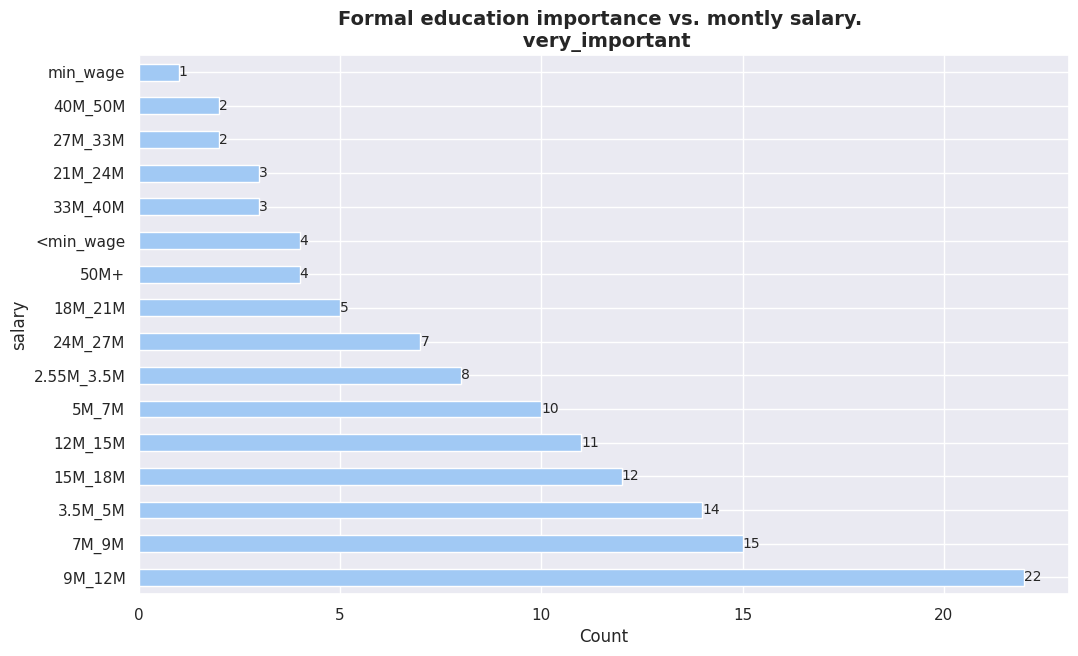 Formal education importance vs. montly salary.
very_important
min_wage 1
40M_50M 2
27M_33M 2
21M_24M 3
33M_40M 3
<min_wage 4
50M+ 4
18M_21M 5
24M_27M 7
2.55M_3.5M 8
5M_7M 10
12M_15M 11
15M_18M 12
3.5M_5M 14
7M_9M 15
9M_12M 22
salary
0 5 10 15 20
Count